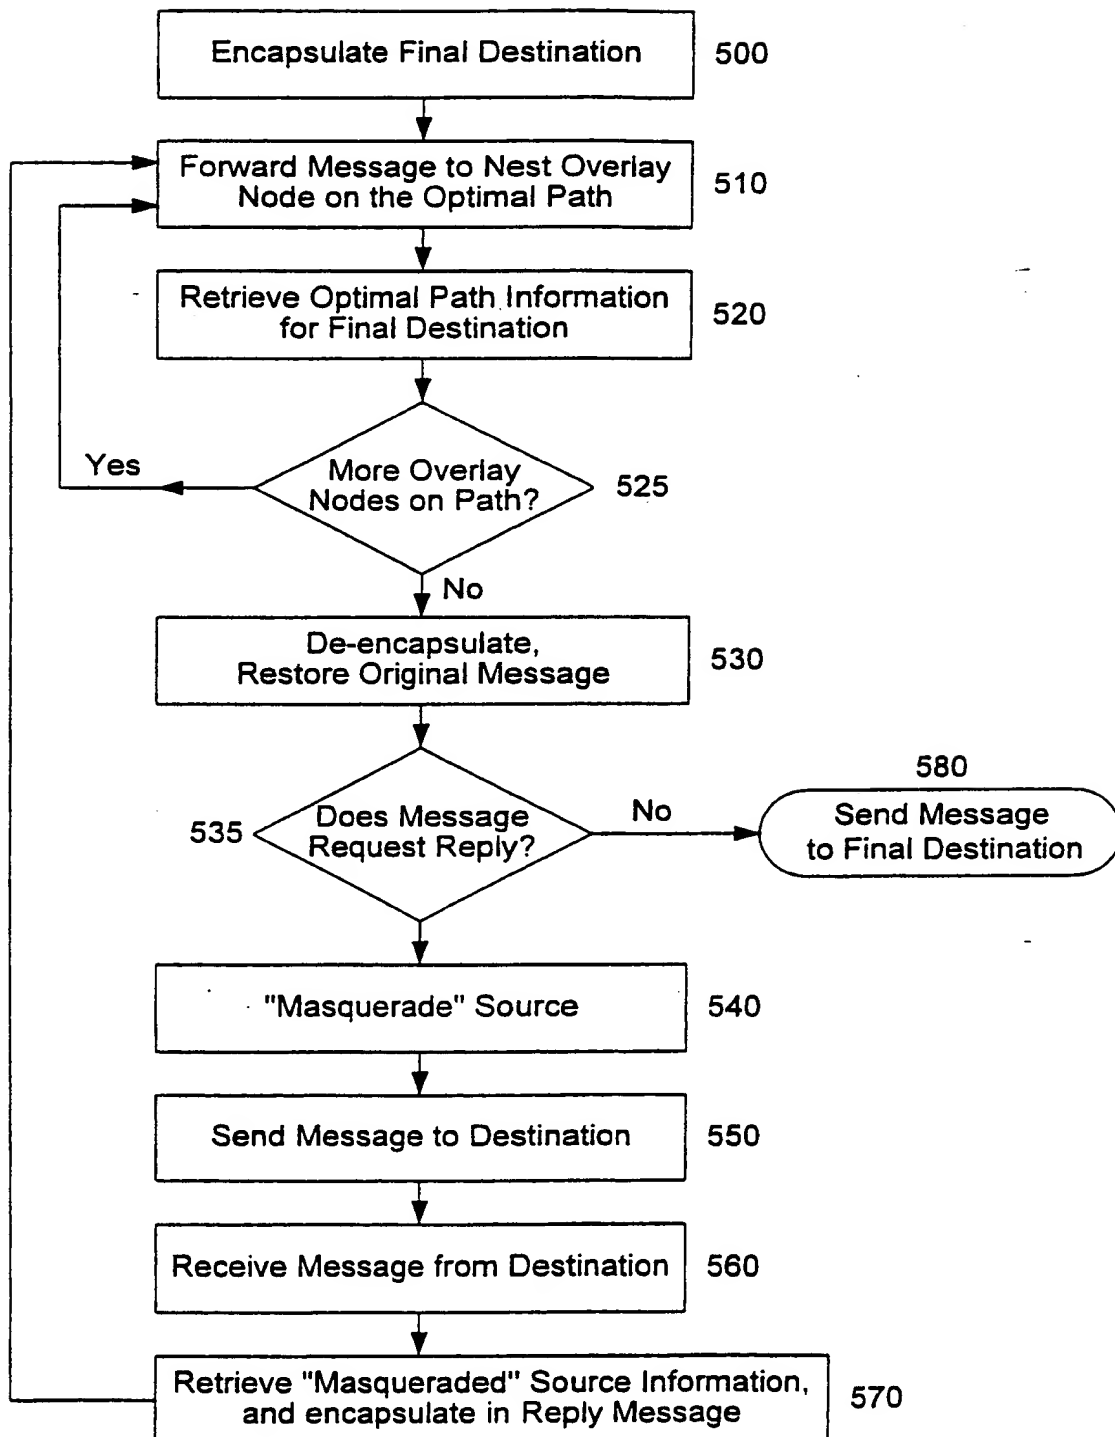 Encapsulate Final Destination
500
Forward Message to Nest Overlay
Node on the Optimal Path
510
Retrieve Optimal Path Information
for Final Destination
520
Yes
More Overlay
Nodes on Path?
525
No
De-encapsulate,
Restore Original Message
530
535
Does Message
Request Reply?
No
580
Send Message
to Final Destination
"Masquerade" Source
540
Send Message to Destination
550
Receive Message from Destination
560
Retrieve "Masqueraded" Source Information,
and encapsulate in Reply Message
570